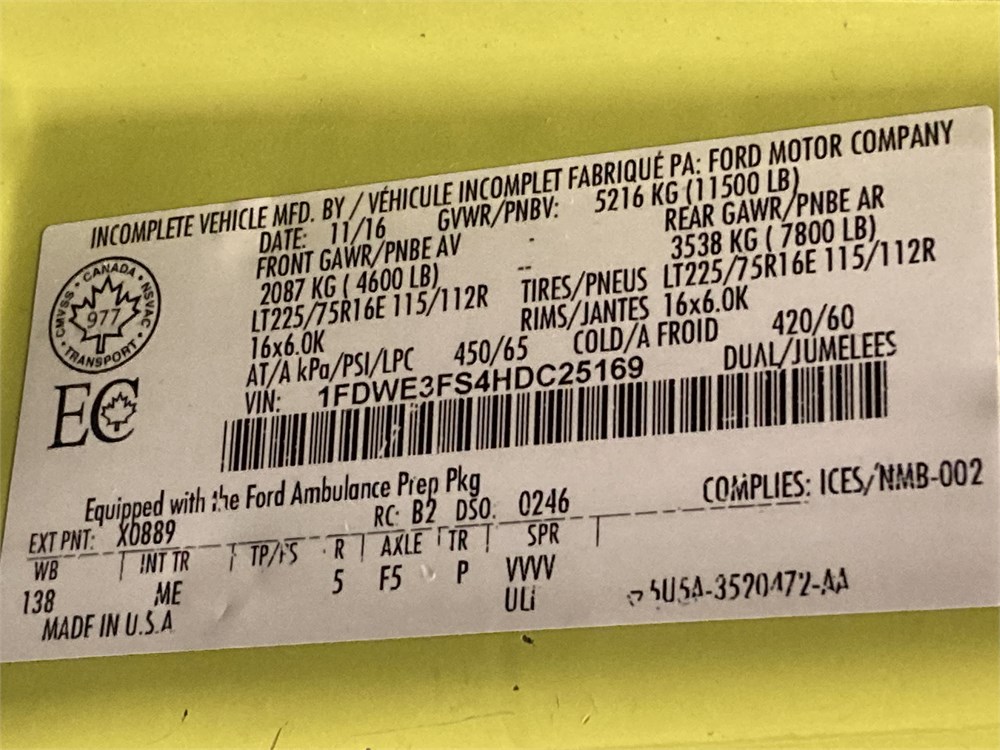 INCOMPLETE VEHICLE MFD. BY / VÉHICULE INCOMPLET FABRIQUÉ PA: FORD MOTOR COMPANY
DATE: 11/16 GVWR/PNBV: 5216 KG (11500 LB)
FRONT GAWR/PNBE AV REAR GAWR/PNBE AR
2087 KG ( 4600 LB) -- 3538 KG ( 7800 LB)
LT225/75R16E 115/112R TIRES/PNEUS LT225/75R16E 115/112R
16x6.0K RIMS/JANTES 16x6.0K
AT/A kPa/PSI/LPC 450/65 COLD/A FROID 420/60
VIN: 1FDWE3FS4HDC25169 DUAL/JUMELEES
CANADA
CMVSS 977 NSVAC
TRANSPORT
EC
Equipped with the Ford Ambulance Prep Pkg COMPLIES: ICES/NMB-002
EXT PNT: X0889 RC: B2 DSO. 0246
WB INT TR TP/PS R AXLE TR SPR
138 ME 5 F5 P VVVV
MADE IN U.S.A ULi 5U5A-3520472-AA